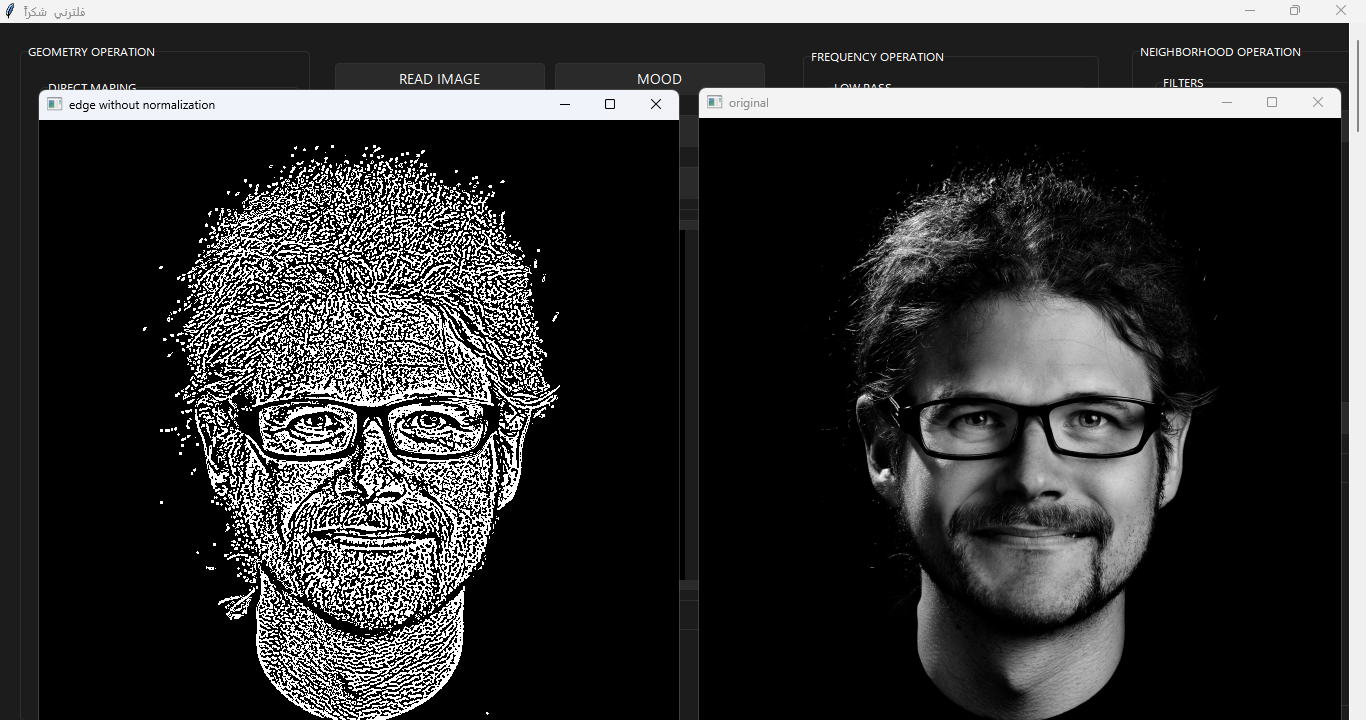 فلترني شكراً
GEOMETRY OPERATION
DIRECT MAPING
READ IMAGE
MOOD
FREQUENCY OPERATION
LOW PASS
NEIGHBORHOOD OPERATION
FILTERS
edge without normalization
original